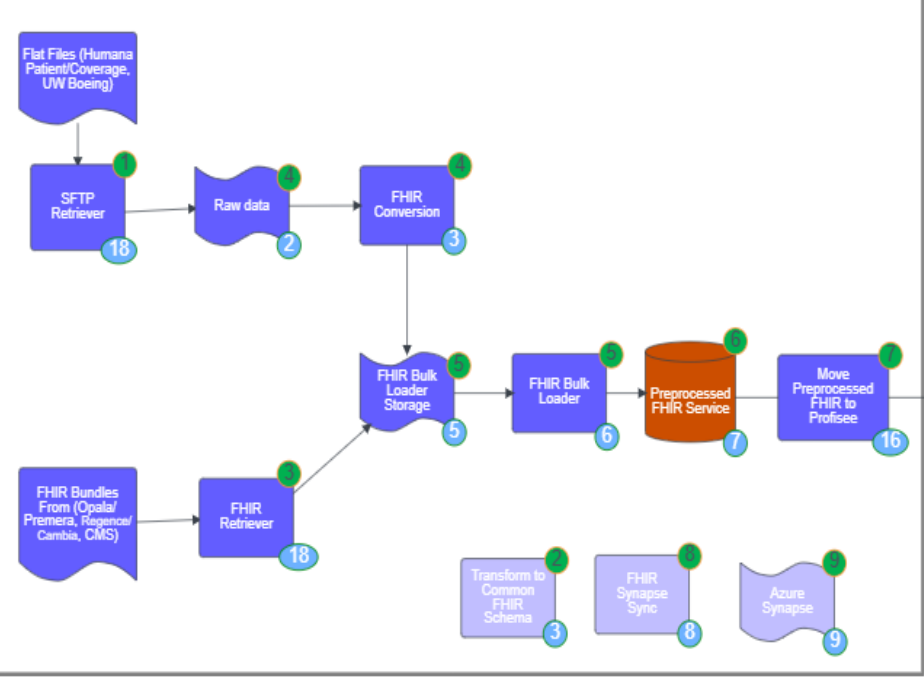 Flat Files (Humana
Patient/Coverage,
UW Boeing)
1
SFTP
Retriever
18
4
Raw data
2
4
FHIR
Conversion
3
5
FHIR Bulk
Loader
Storage
5
5
FHIR Bulk
Loader
6
6
Preprocessed
FHIR Service
7
7
Move
Preprocessed
FHIR to
Profisee
16
FHIR Bundles
From (Opala/
Premera, Regence/
Cambia, CMS)
3
FHIR
Retriever
18
2
Transform to
Common
FHIR
Schema
3
8
FHIR
Synapse
Sync
8
9
Azure
Synapse
9